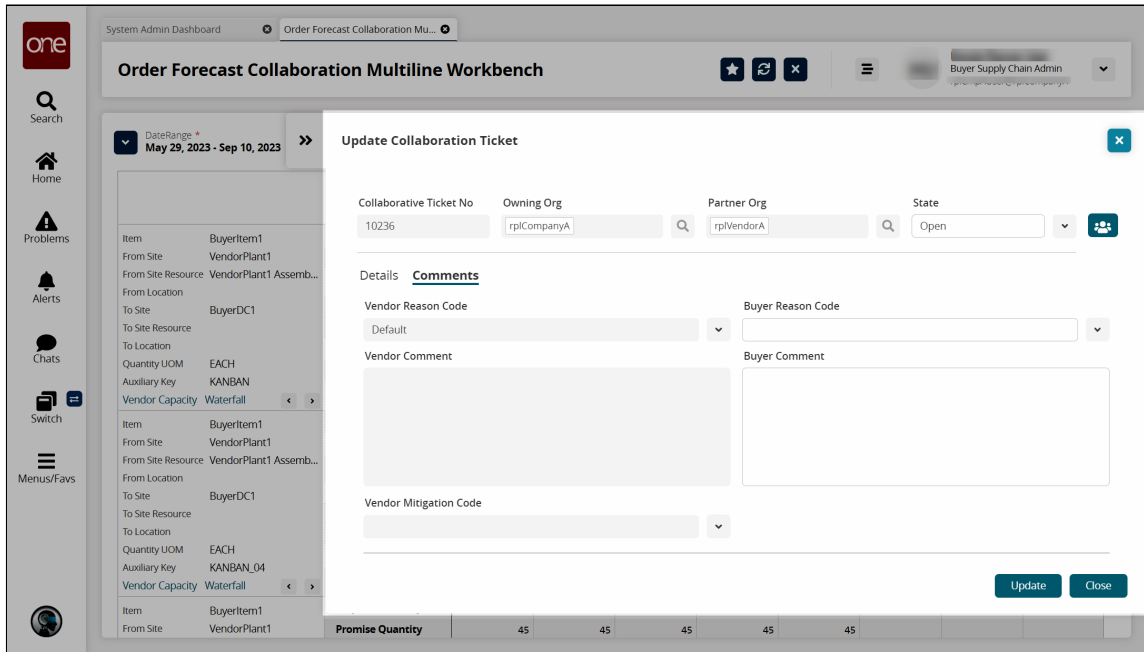 System Admin Dashboard
Order Forecast Collaboration Mu...
one
Order Forecast Collaboration Multiline Workbench
Buyer Supply Chain Admin
Search
Home
Problems
Alerts
Chats
Switch
Menus/Favs
DateRange *
May 29, 2023 - Sep 10, 2023
Item BuyerItem1
From Site VendorPlant1
From Site Resource VendorPlant1 Assemb...
From Location
To Site BuyerDC1
To Site Resource
To Location
Quantity UOM EACH
Auxiliary Key KANBAN
Vendor Capacity Waterfall
Item BuyerItem1
From Site VendorPlant1
From Site Resource VendorPlant1 Assemb...
From Location
To Site BuyerDC1
To Site Resource
To Location
Quantity UOM EACH
Auxiliary Key KANBAN_04
Vendor Capacity Waterfall
Item BuyerItem1
From Site VendorPlant1
Promise Quantity 45 45 45 45 45
Update Collaboration Ticket
Collaborative Ticket No Owning Org Partner Org State
10236 rplCompanyA rplVendorA Open
Details Comments
Vendor Reason Code Buyer Reason Code
Default
Vendor Comment Buyer Comment
Vendor Mitigation Code
Update Close